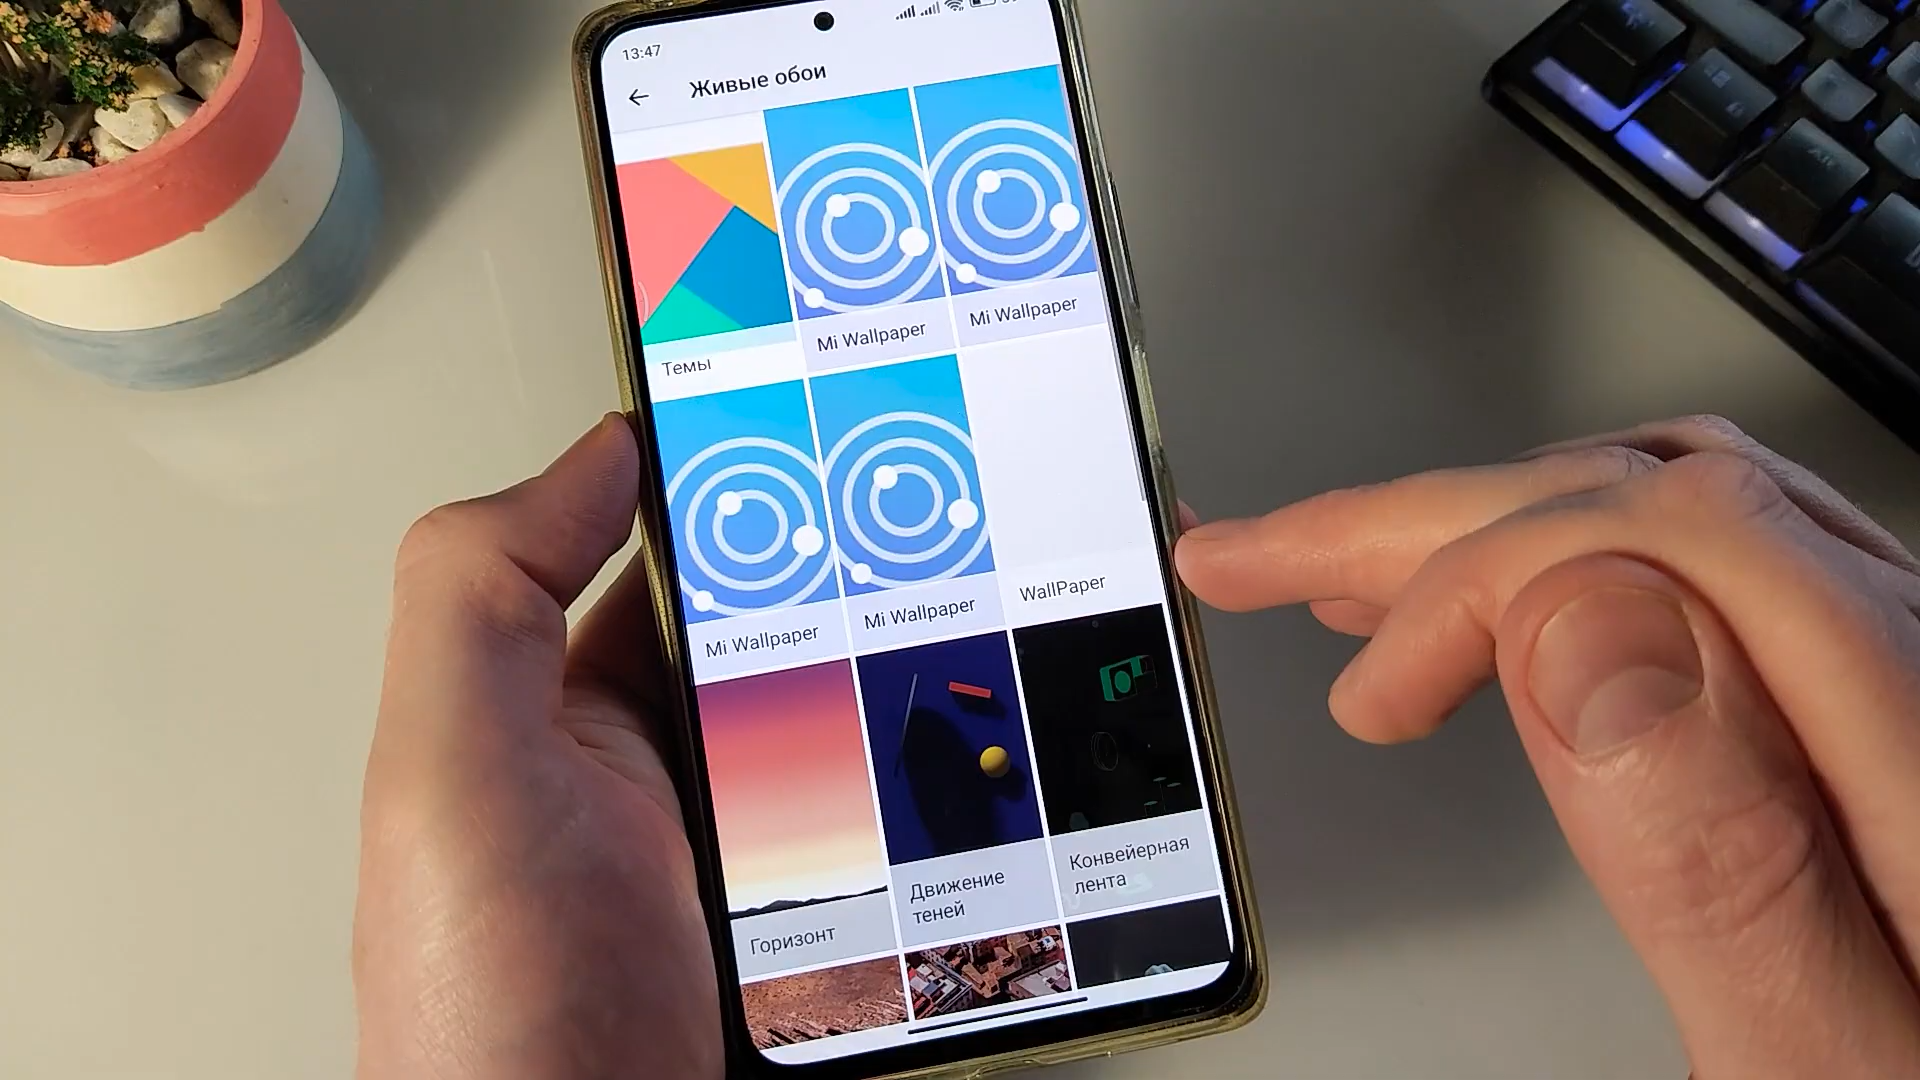 13:47
Живые обои
Темы
Mi Wallpaper
Mi Wallpaper
Mi Wallpaper
Mi Wallpaper
WallPaper
Горизонт
Движение
теней
Конвейерная
лента
Alt